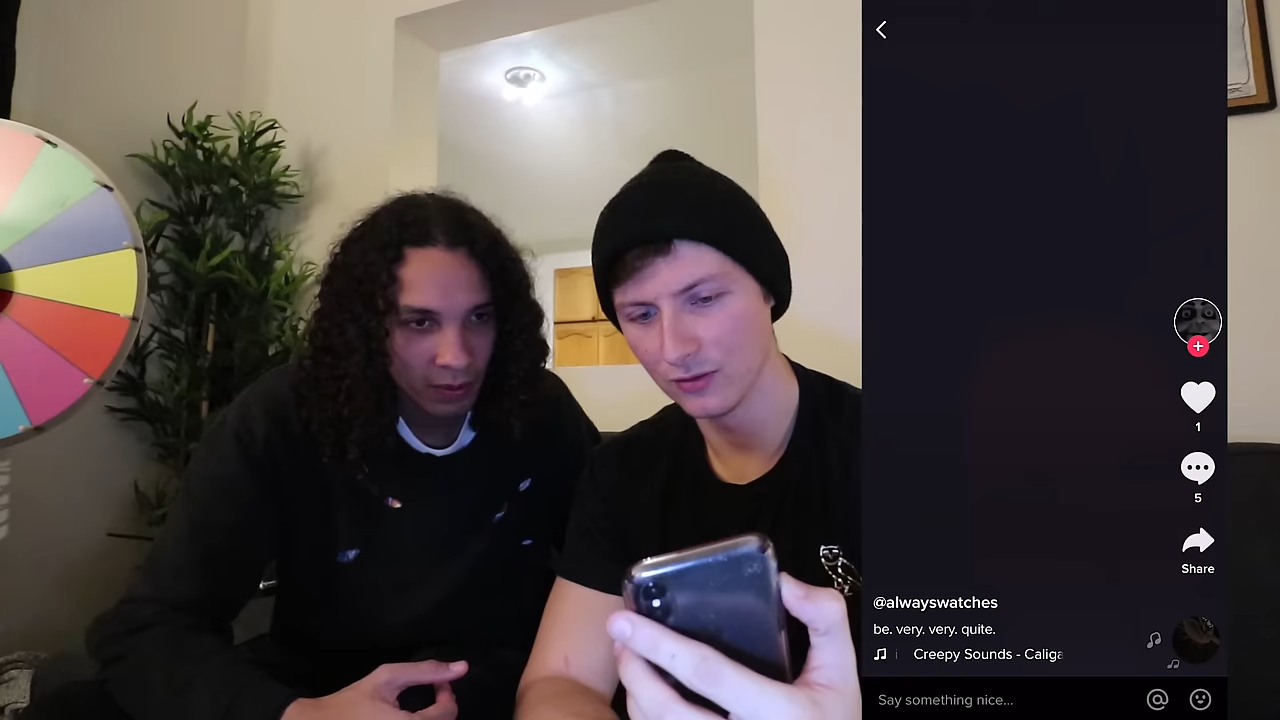 1
5
Share
@alwayswatches
be. very. very. quite.
Creepy Sounds - Caliga
Say something nice...